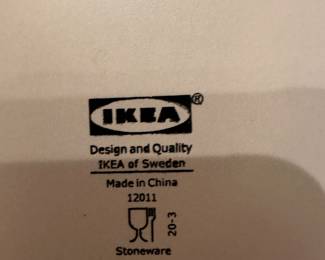 IKEA®
Design and Quality
IKEA of Sweden
Made in China
12011
20-3
Stoneware